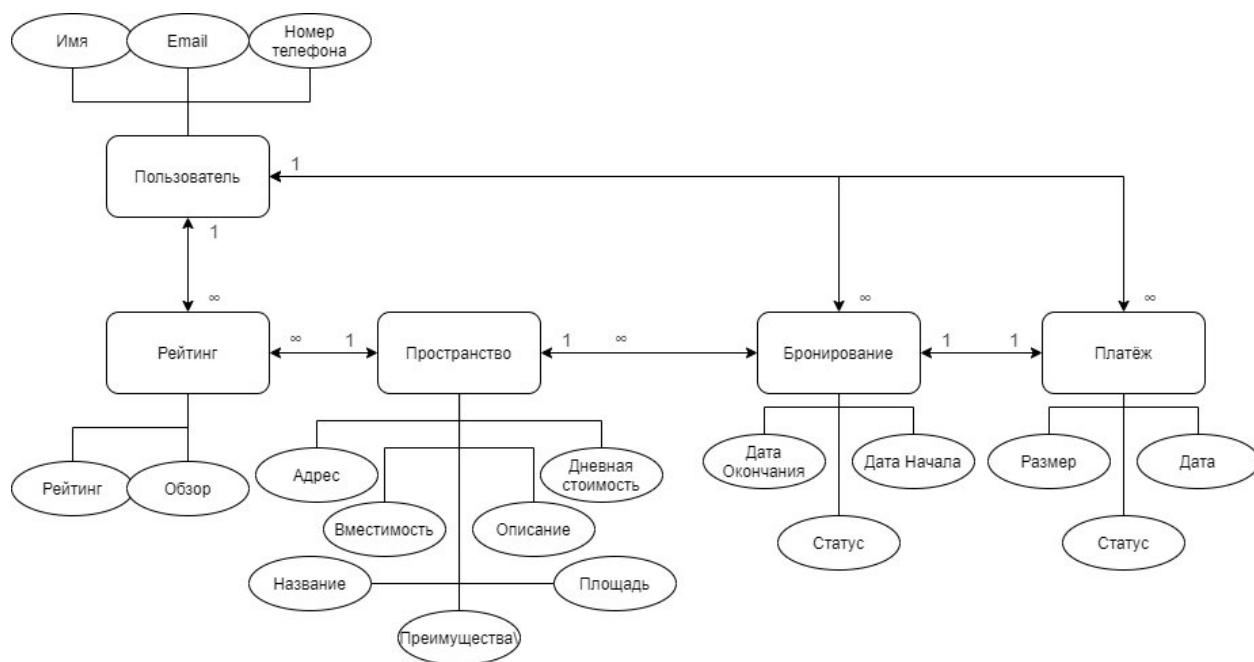 Имя
Email
Номер
телефона
Пользователь
1
1
∞
∞
∞
Рейтинг
∞
1
Пространство
1
∞
Бронирование
1
1
Платёж
Рейтинг
Обзор
Адрес
Вместимость
Описание
Дневная
стоимость
Название
Площадь
Преимущества\
Дата
Окончания
Дата Начала
Статус
Размер
Дата
Статус